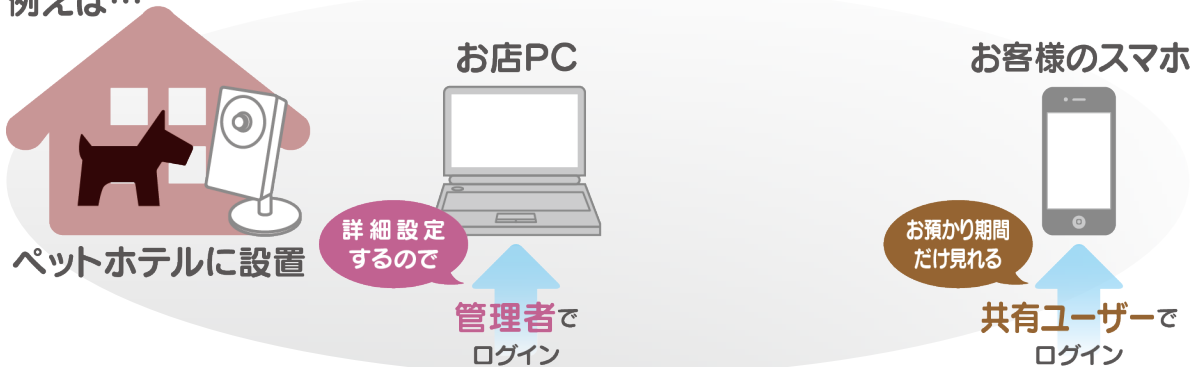 例えば…
お店PC
お客様のスマホ
ペットホテルに設置
詳細設定
するので
お預かり期間
だけ見れる
管理者で
ログイン
共有ユーザーで
ログイン